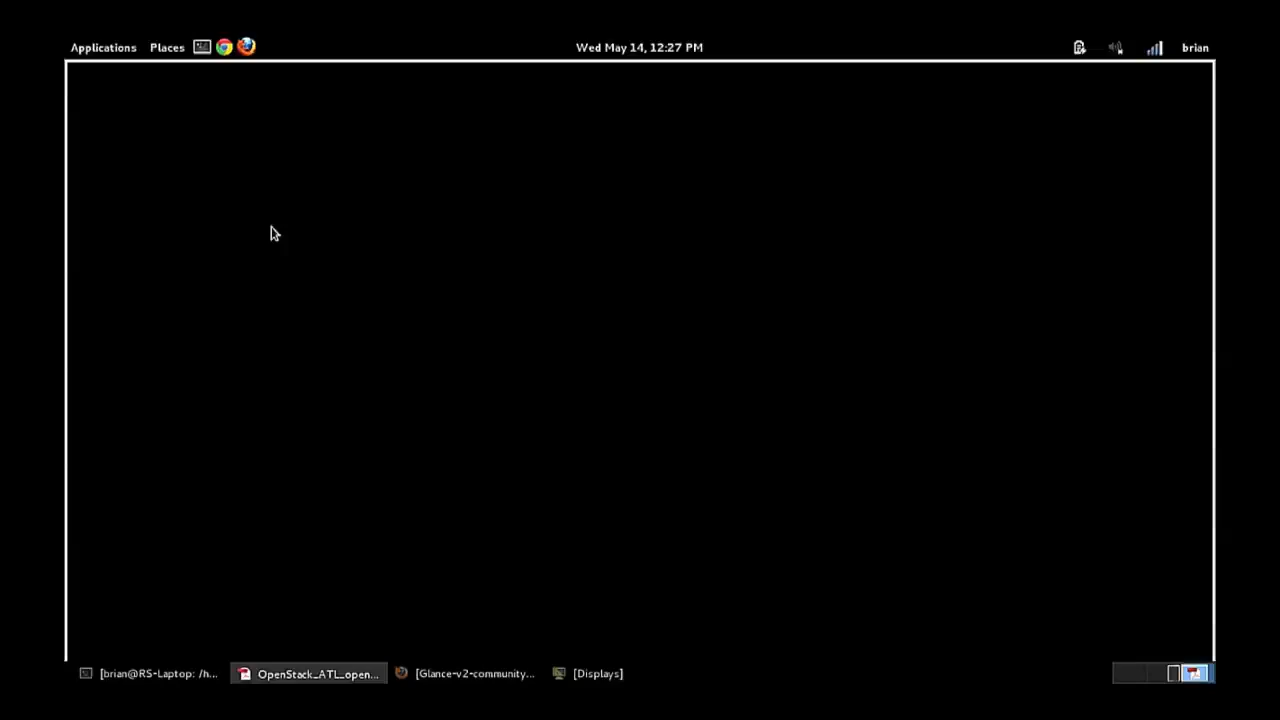 Applications Places Wed May 14, 12:27 PM brian
[brian@RS-Laptop: /h... OpenStack_ATL_open... [Glance-v2-community... [Displays]